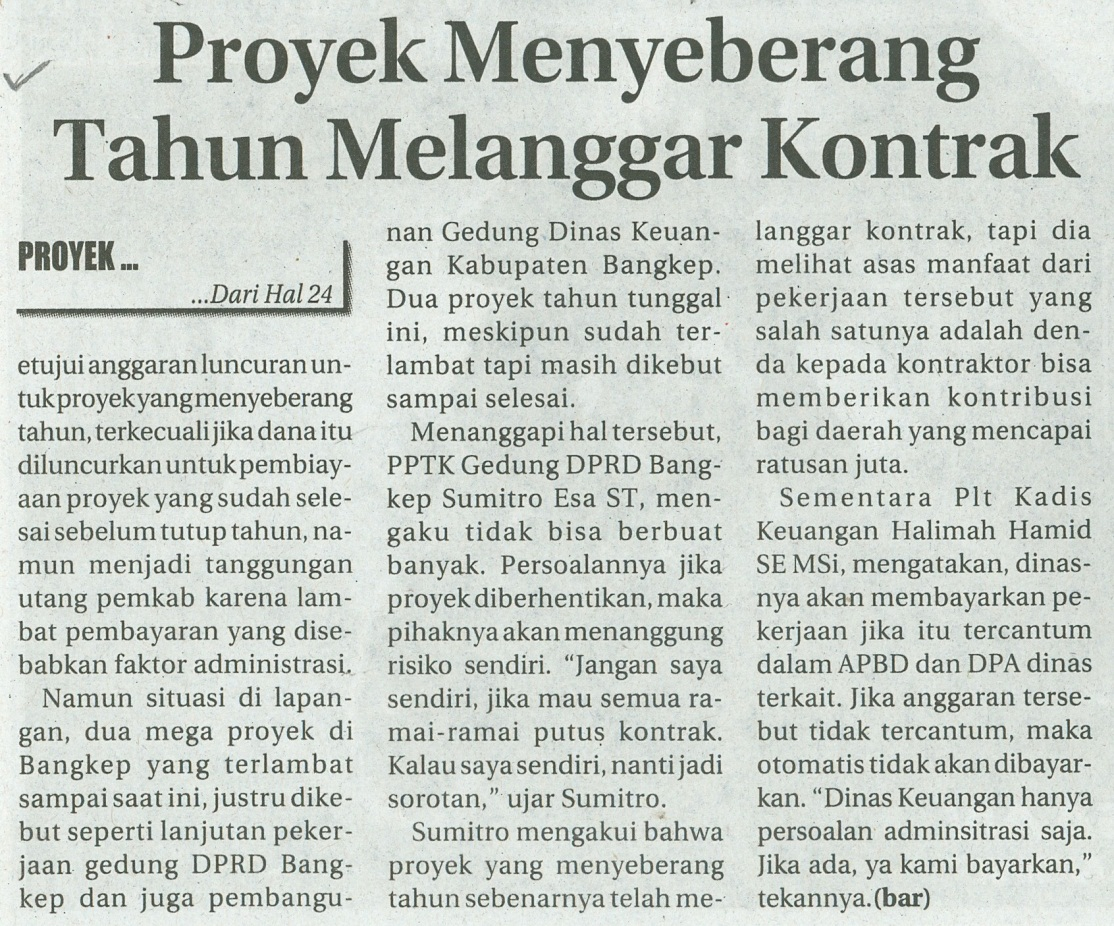 Proyek Menyeberang
Tahun Melanggar Kontrak
PROYEK ...
...Dari Hal 24
etujui anggaran luncuran un-
tuk proyek yang menyeberang
tahun, terkecuali jika dana itu
diluncurkan untuk pembiay-
aan proyek yang sudah sele-
sai sebelum tutup tahun, na-
mun menjadi tanggungan
utang pemkab karena lam-
bat pembayaran yang dise-
babkan faktor administrasi.
Namun situasi di lapan-
gan, dua mega proyek di
Bangkep yang terlambat
sampai saat ini, justru dike-
but seperti lanjutan peker-
jaan gedung DPRD Bang-
kep dan juga pembangu-
nan Gedung Dinas Keuan-
gan Kabupaten Bangkep.
Dua proyek tahun tunggal
ini, meskipun sudah ter-
lambat tapi masih dikebut
sampai selesai.
Menanggapi hal tersebut,
PPTK Gedung DPRD Bang-
kep Sumitro Esa ST, men-
gaku tidak bisa berbuat
banyak. Persoalannya jika
proyek diberhentikan, maka
pihaknya akan menanggung
risiko sendiri. “Jangan saya
sendiri, jika mau semua ra-
mai-ramai putus kontrak.
Kalau saya sendiri, nanti jadi
sorotan,” ujar Sumitro.
Sumitro mengakui bahwa
proyek yang menyeberang
tahun sebenarnya telah me-
langgar kontrak, tapi dia
melihat asas manfaat dari
pekerjaan tersebut yang
salah satunya adalah den-
da kepada kontraktor bisa
memberikan kontribusi
bagi daerah yang mencapai
ratusan juta.
Sementara Plt Kadis
Keuangan Halimah Hamid
SE MSi, mengatakan, dinas-
nya akan membayarkan pe-
kerjaan jika itu tercantum
dalam APBD dan DPA dinas
terkait. Jika anggaran terse-
but tidak tercantum, maka
otomatis tidak akan dibayar-
kan. “Dinas Keuangan hanya
persoalan adminsitrasi saja.
Jika ada, ya kami bayarkan,”
tekannya.(bar)